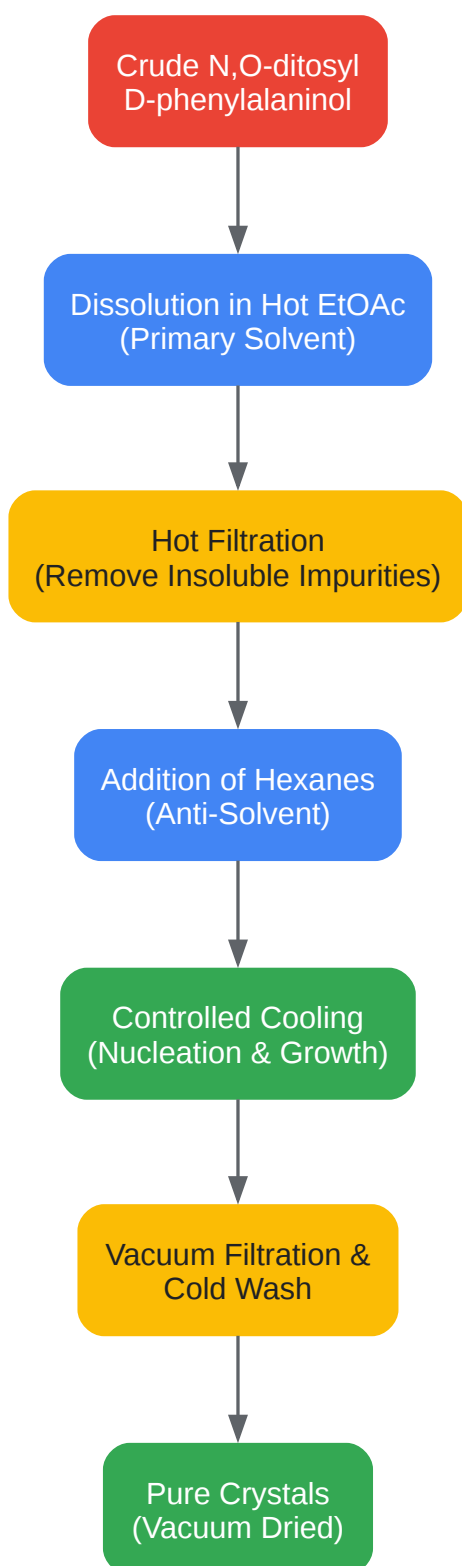 Crude N,O-ditosyl
D-phenylalaninol
Dissolution in Hot EtOAc
(Primary Solvent)
Hot Filtration
(Remove Insoluble Impurities)
Addition of Hexanes
(Anti-Solvent)
Controlled Cooling
(Nucleation & Growth)
Vacuum Filtration &
Cold Wash
Pure Crystals
(Vacuum Dried)